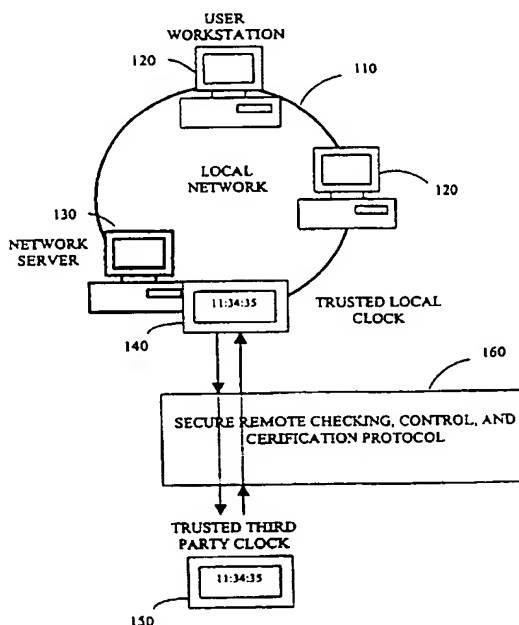 USER
WORKSTATION
120
110
LOCAL
NETWORK
120
130
NETWORK
SERVER
11:34:35
TRUSTED LOCAL
CLOCK
140
160
SECURE REMOTE CHECKING, CONTROL, AND
CERIFICATION PROTOCOL
TRUSTED THIRD
PARTY CLOCK
11:34:35
150